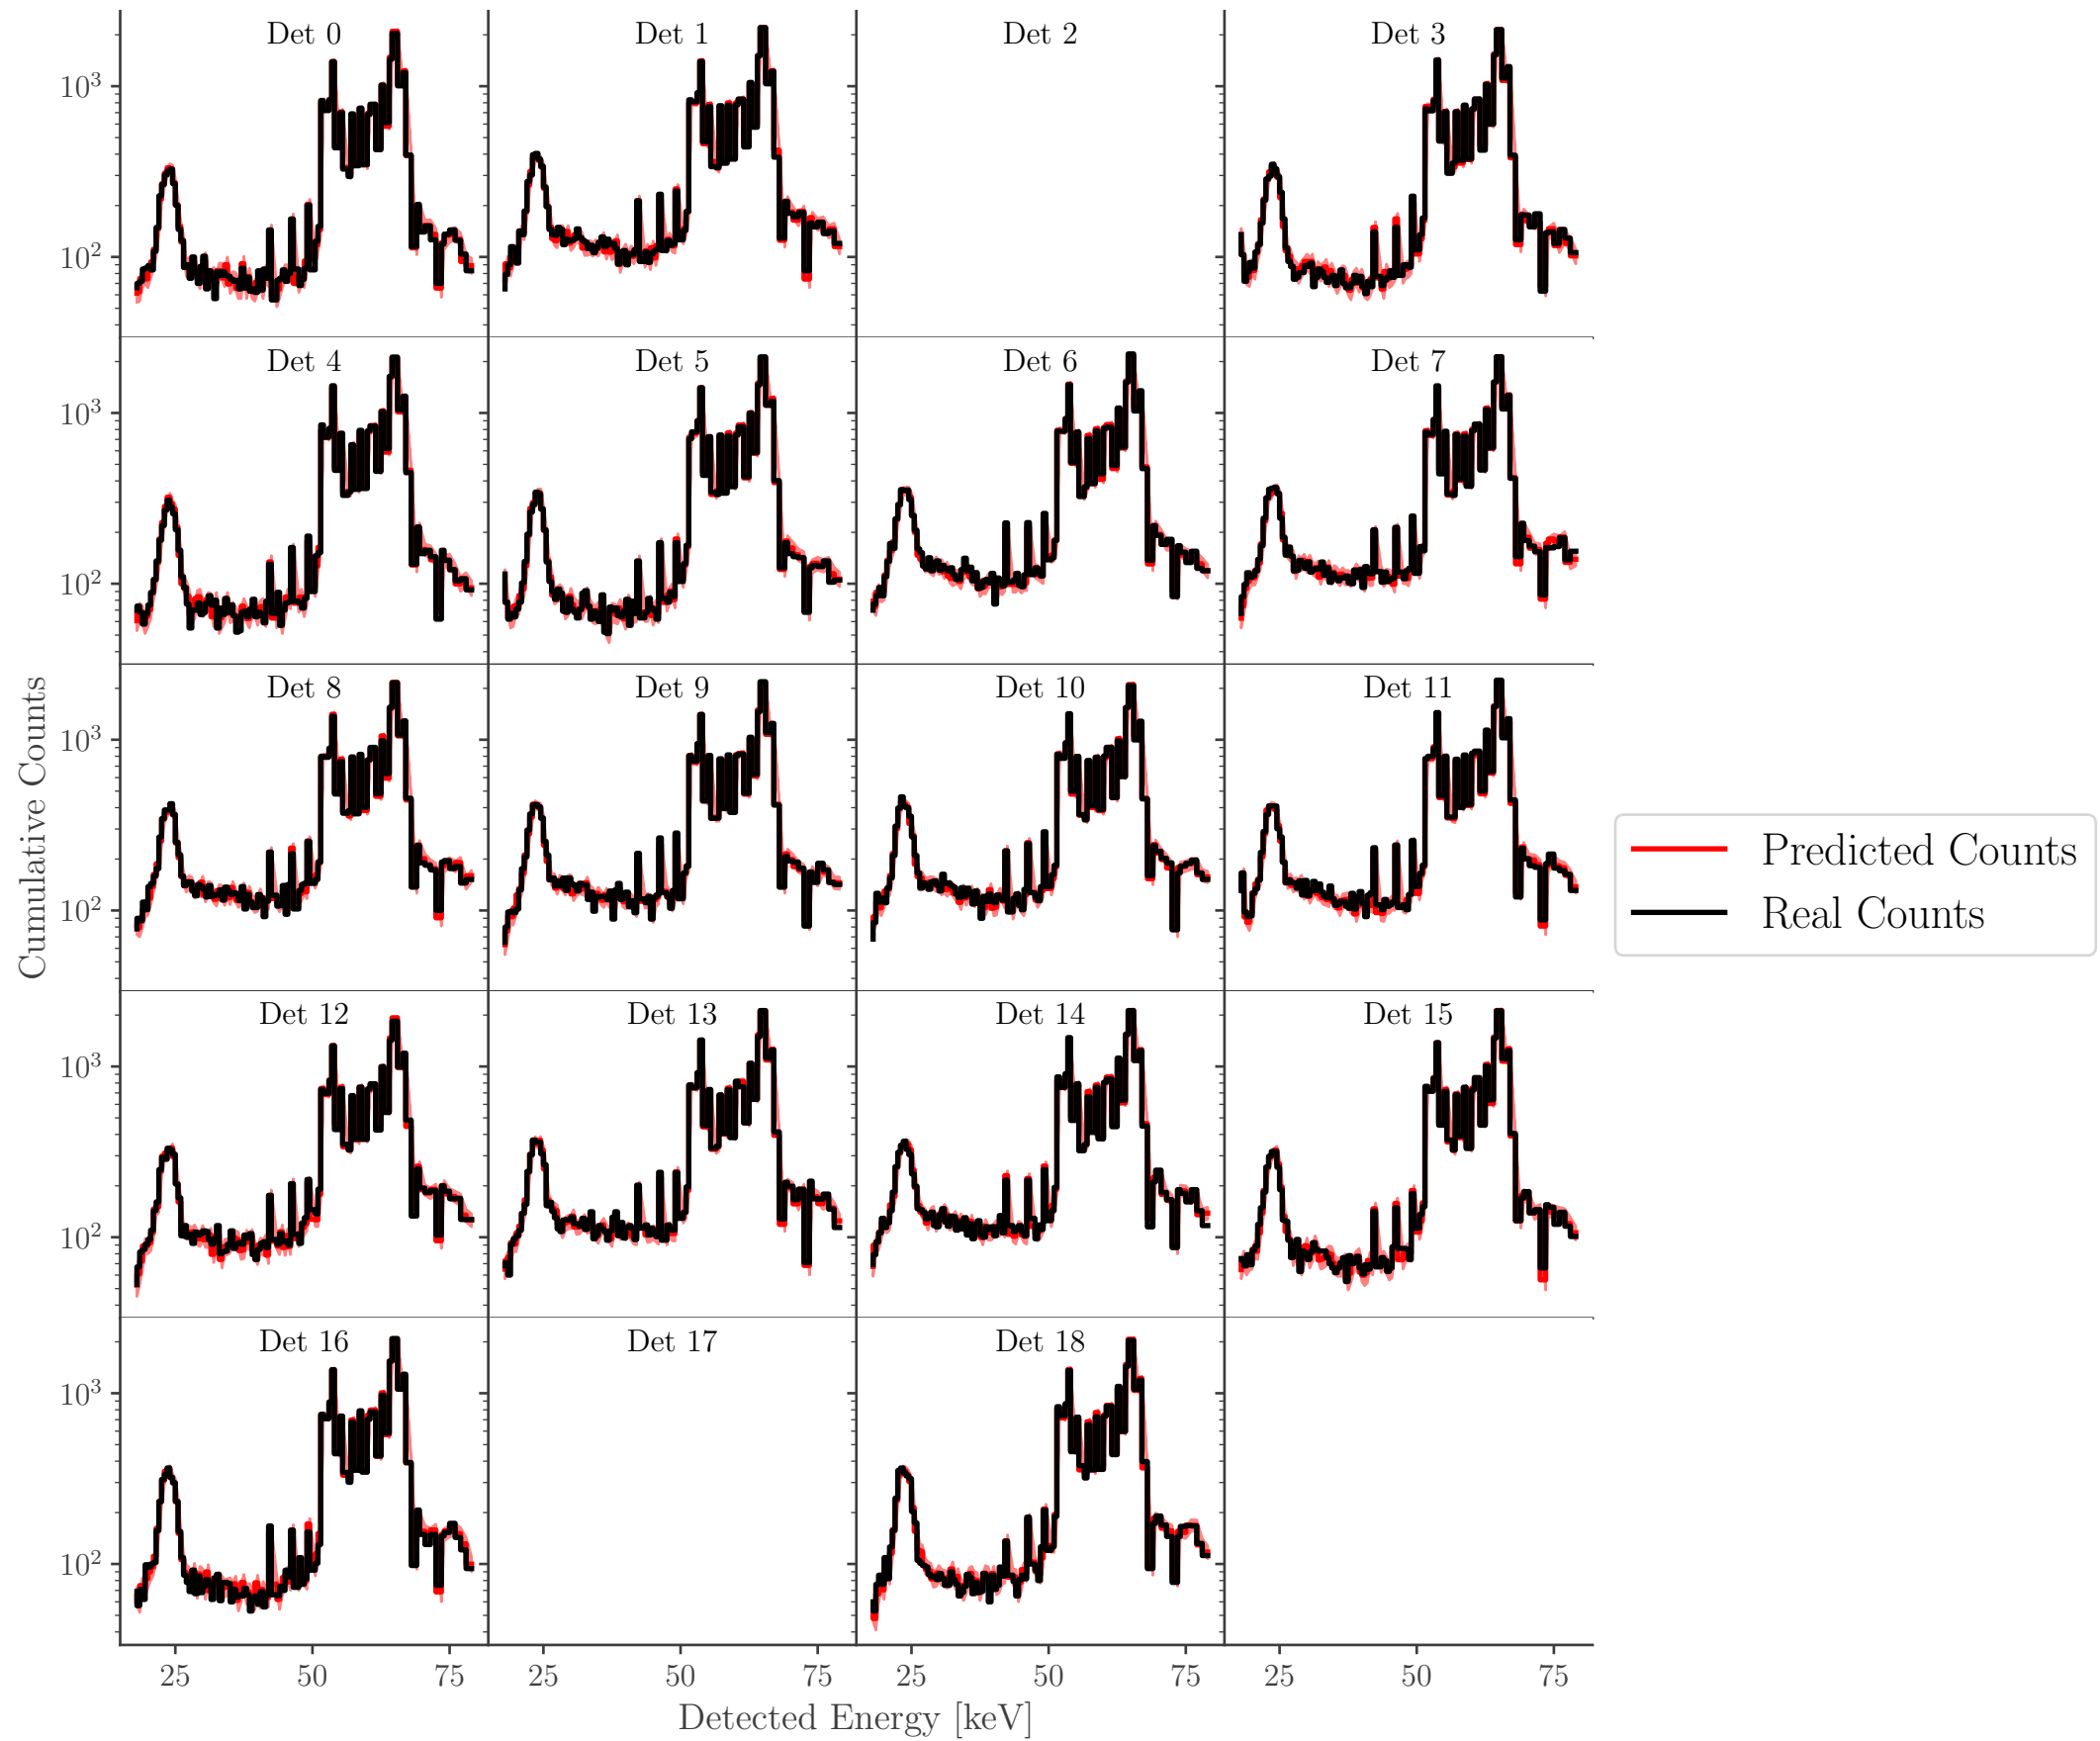 Det 0 Det 1 Det 2 Det 3
10³
10²
Det 4 Det 5 Det 6 Det 7
10³
10²
Det 8 Det 9 Det 10 Det 11
10³
10²
Det 12 Det 13 Det 14 Det 15
10³
10²
Det 16 Det 17 Det 18
10³
10²
25 50 75 25 50 75 25 50 75 25 50 75
Cumulative Counts
Detected Energy [keV]
Predicted Counts
Real Counts